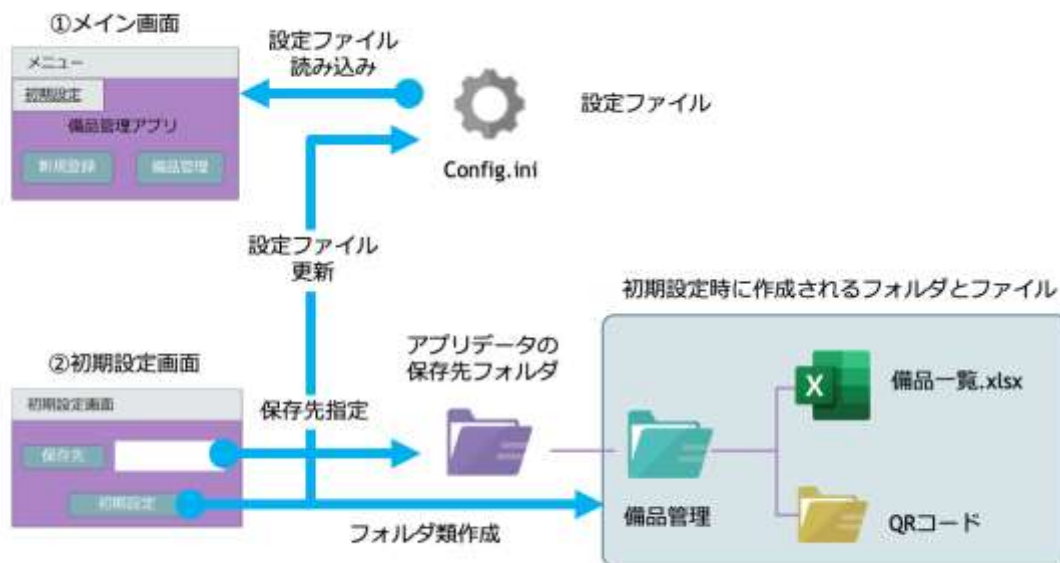 ①メイン画面
メニュー
初期設定
備品管理アプリ
新規登録
備品管理
設定ファイル
読み込み
設定ファイル
Config.ini
設定ファイル
更新
初期設定時に作成されるフォルダとファイル
②初期設定画面
初期設定画面
保存先
初期設定
保存先指定
アプリデータの
保存先フォルダ
フォルダ類作成
備品管理
X
備品一覧.xlsx
QRコード